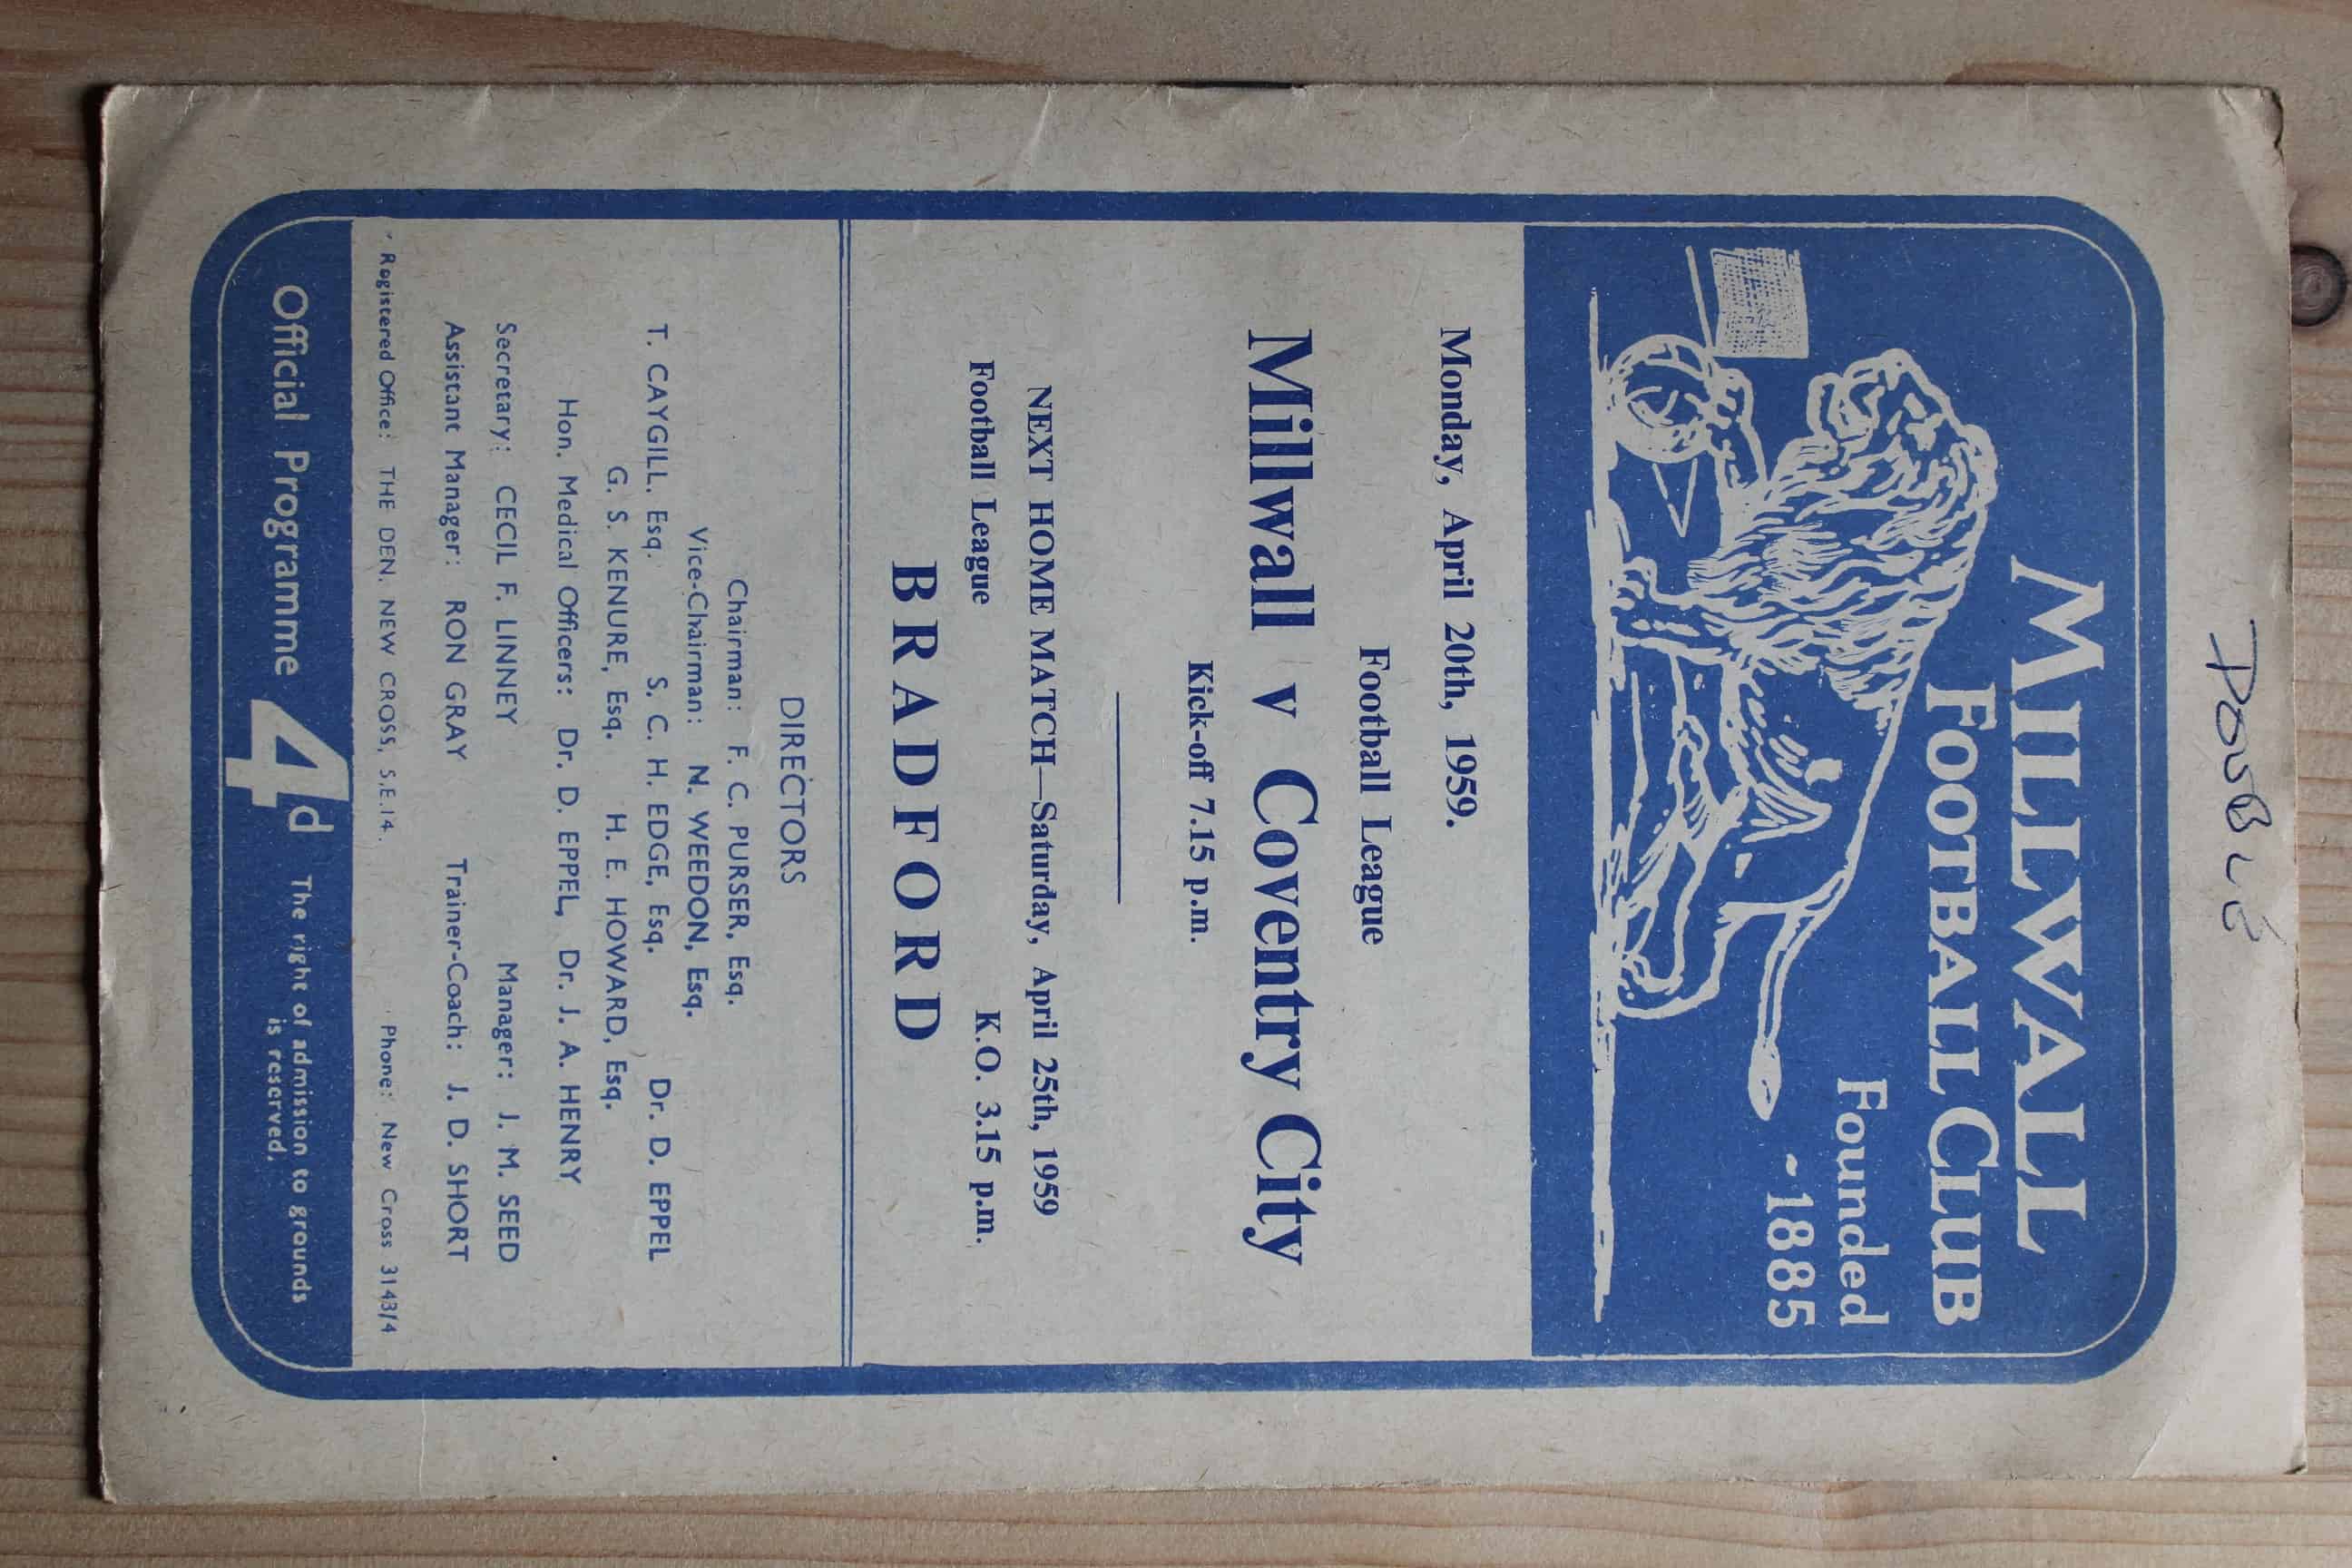 DOUBLE
MILLWALL
FOOTBALL CLUB
Founded
-1885
Monday, April 20th, 1959.
Football League
Millwall v Coventry City
Kick-off 7.15 p.m.
NEXT HOME MATCH—Saturday, April 25th, 1959
Football League K.O. 3.15 p.m.
BRADFORD
DIRECTORS
Chairman: F. C. PURSER, Esq.
Vice-Chairman: N. WEEDON, Esq.
T. CAYGILL. Esq. S. C. H. EDGE, Esq. Dr. D. EPPEL
G. S. KENURE, Esq. H. E. HOWARD, Esq.
Hon. Medical Officers: Dr. D. EPPEL, Dr. J. A. HENRY
Secretary: CECIL F. LINNEY Manager: J. M. SEED
Assistant Manager: RON GRAY Trainer-Coach: J. D. SHORT
Registered Office: THE DEN, NEW CROSS, S.E.14. Phone: New Cross 3143/4
Official Programme 4d The right of admission to grounds
is reserved.